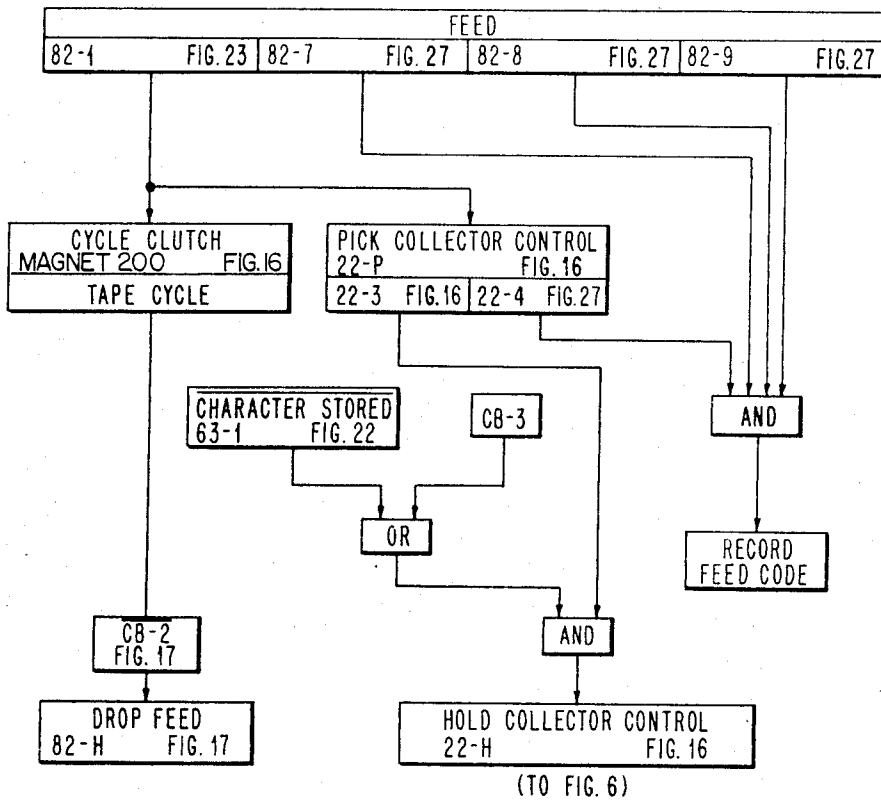 FEED
82-1 FIG. 23 82-7 FIG. 27 82-8 FIG. 27 82-9 FIG. 27
CYCLE CLUTCH
MAGNET 200 FIG. 16
TAPE CYCLE
PICK COLLECTOR CONTROL
22-P FIG. 16
22-3 FIG. 16 22-4 FIG. 27
CHARACTER STORED
63-1 FIG. 22
CB-3
AND
OR
RECORD
FEED CODE
CB-2
FIG. 17
AND
DROP FEED
82-H FIG. 17
HOLD COLLECTOR CONTROL
22-H FIG. 16
(TO FIG. 6)